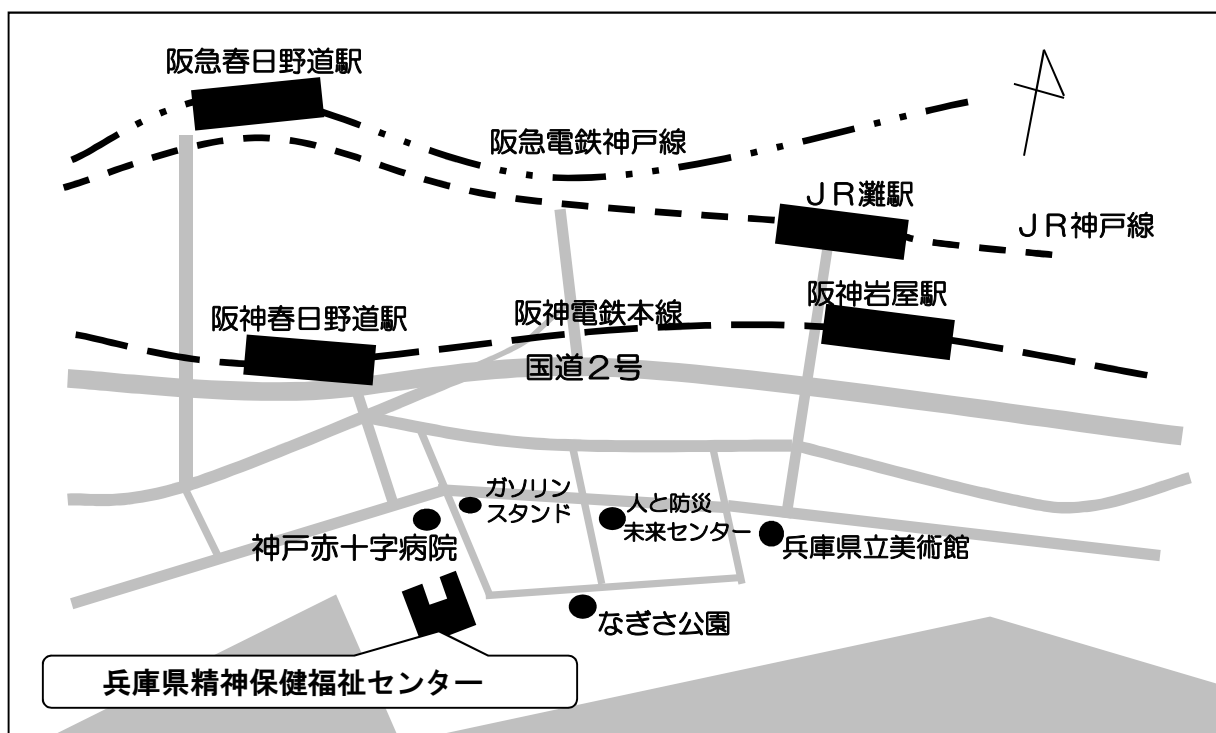 阪急春日野道駅
阪急電鉄神戸線
ＪＲ灘駅
ＪＲ神戸線
阪神岩屋駅
阪神春日野道駅
阪神電鉄本線
国道２号
ガソリン
スタンド
人と防災
未来センター
神戸赤十字病院
兵庫県立美術館
なぎさ公園
兵庫県精神保健福祉センター